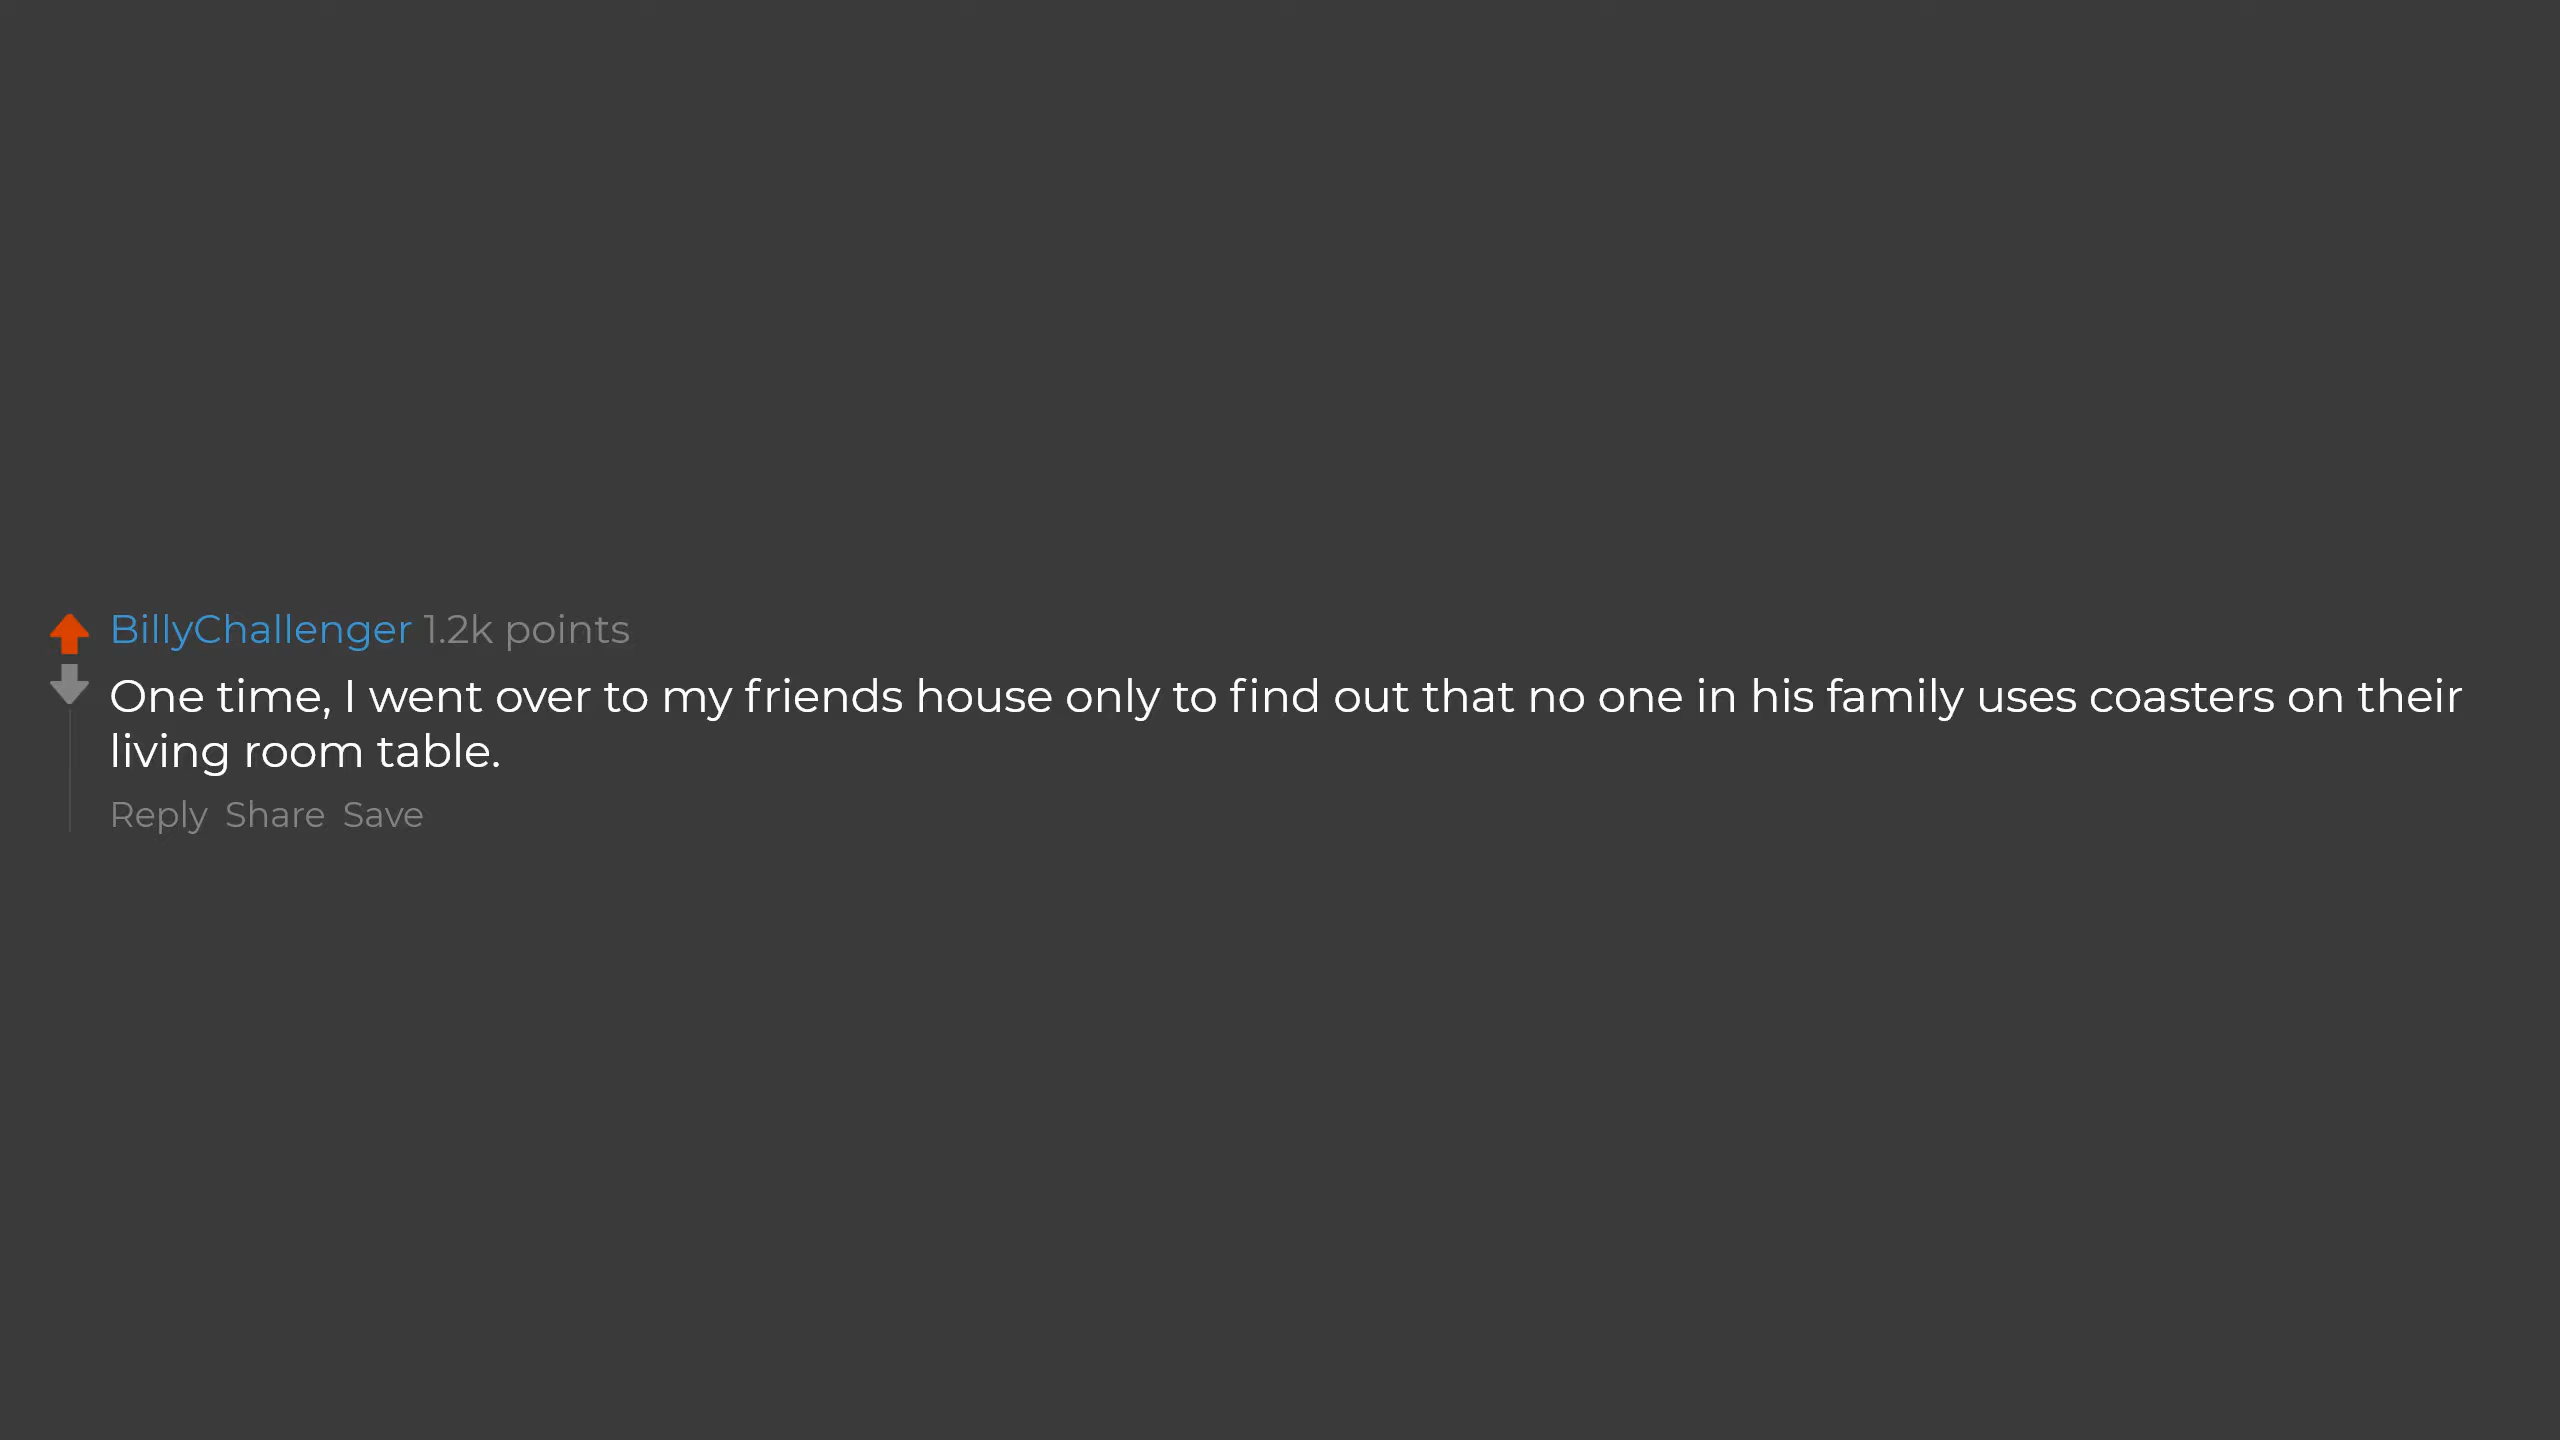 BillyChallenger 1.2k points
One time, I went over to my friends house only to find out that no one in his family uses coasters on their
living room table.
Reply Share Save